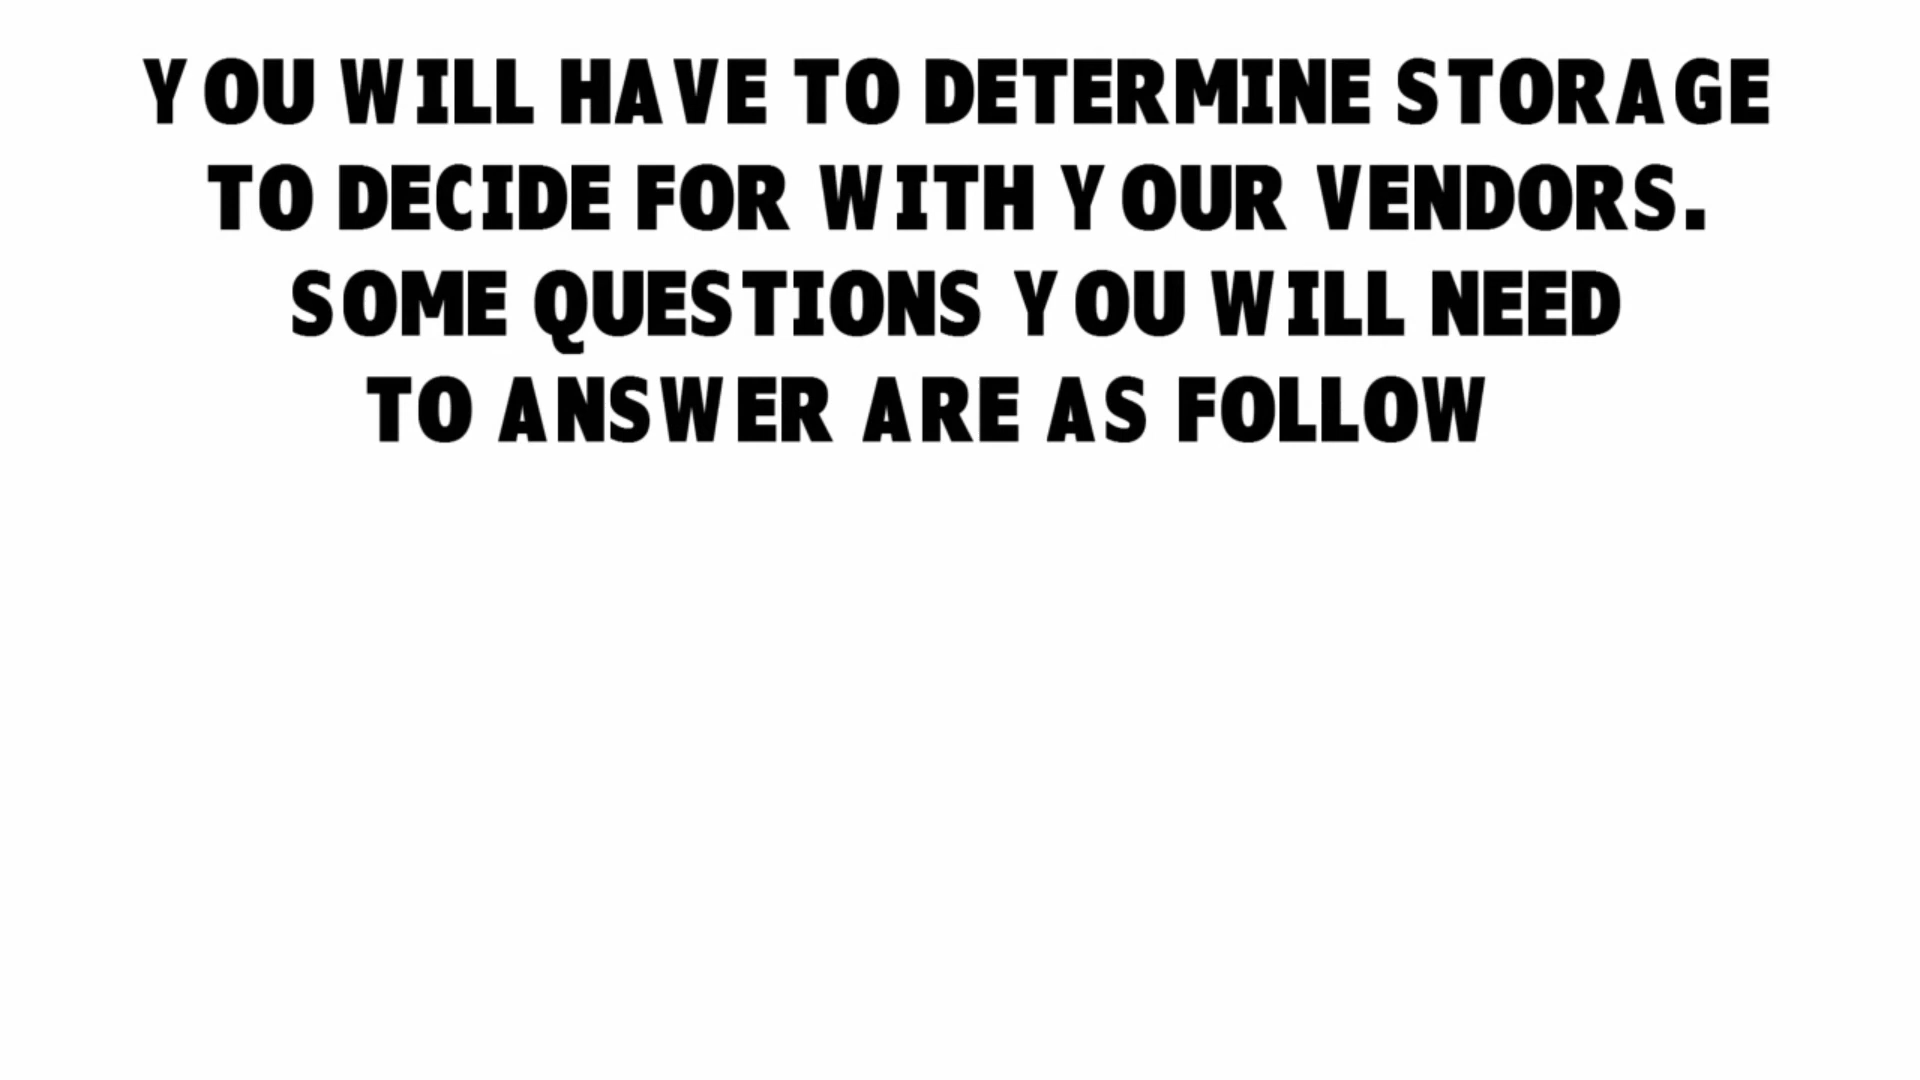 YOU WILL HAVE TO DETERMINE STORAGE
TO DECIDE FOR WITH YOUR VENDORS.
SOME QUESTIONS YOU WILL NEED
TO ANSWER ARE AS FOLLOW